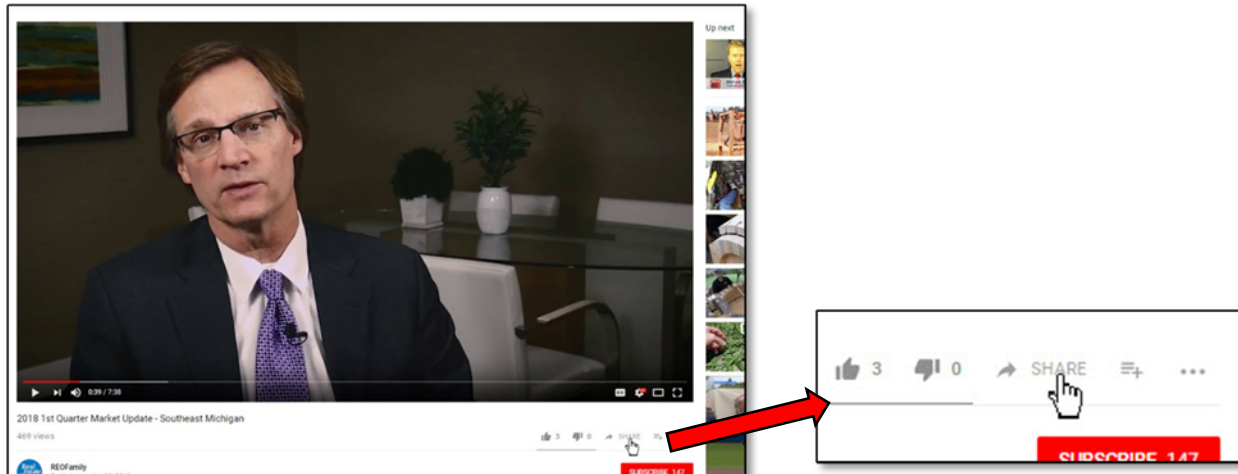 Up next
0:39 / 7:38
2018 1st Quarter Market Update - Southeast Michigan
469 views
3 0 SHARE
REOFamily
SUBSCRIBE 147
3 0 SHARE
SUBSCRIBE 147